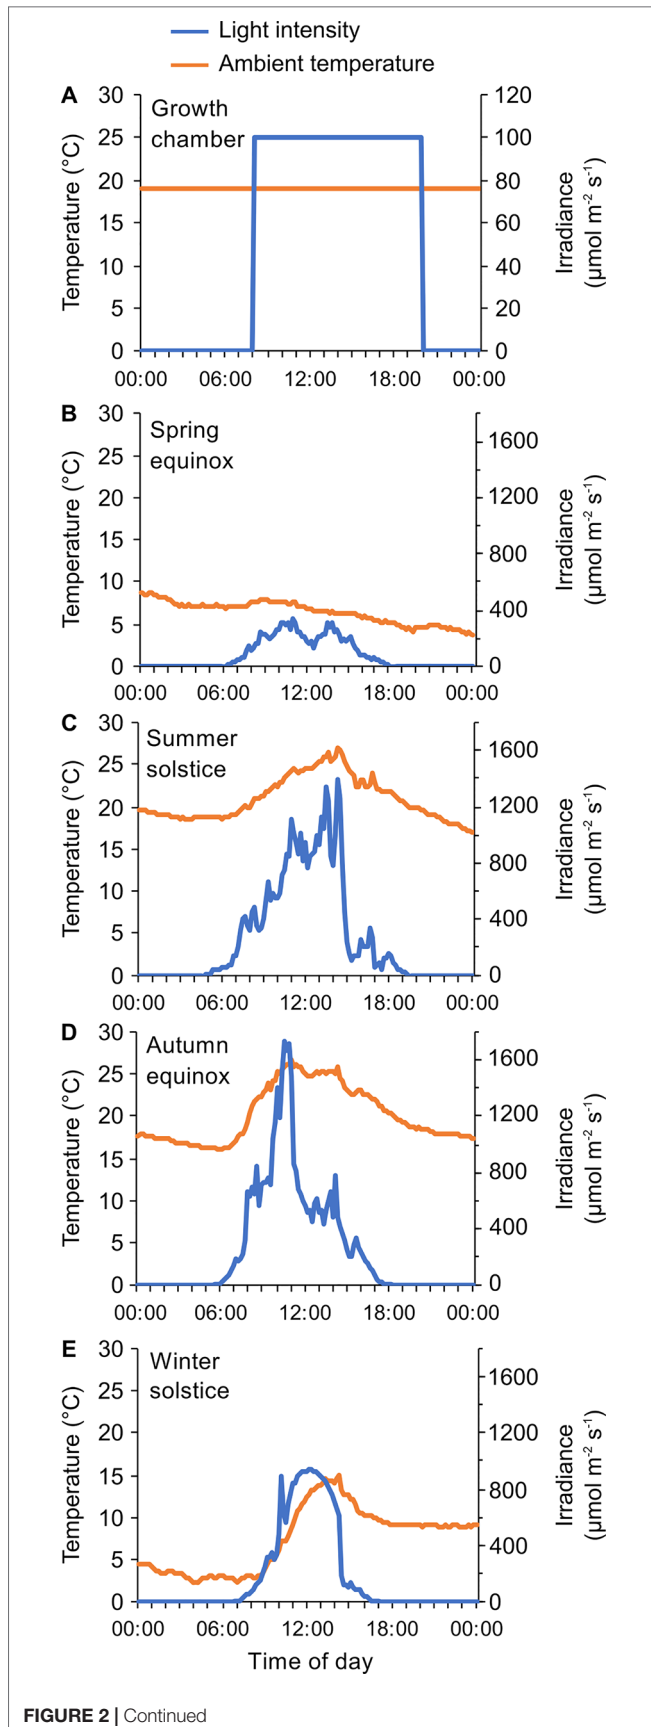 Light intensity
Ambient temperature
A
Growth
chamber
Temperature (°C)
30
25
20
15
10
5
0
120
100
80
60
40
20
0
Irradiance
(µmol m-2 s-1)
00:00 06:00 12:00 18:00 00:00
B
Spring
equinox
Temperature (°C)
30
25
20
15
10
5
0
1600
1200
800
400
0
Irradiance
(µmol m-2 s-1)
00:00 06:00 12:00 18:00 00:00
C
Summer
solstice
Temperature (°C)
30
25
20
15
10
5
0
1600
1200
800
400
0
Irradiance
(µmol m-2 s-1)
00:00 06:00 12:00 18:00 00:00
D
Autumn
equinox
Temperature (°C)
30
25
20
15
10
5
0
1600
1200
800
400
0
Irradiance
(µmol m-2 s-1)
00:00 06:00 12:00 18:00 00:00
E
Winter
solstice
Temperature (°C)
30
25
20
15
10
5
0
1600
1200
800
400
0
Irradiance
(µmol m-2 s-1)
00:00 06:00 12:00 18:00 00:00
Time of day
FIGURE 2 | Continued